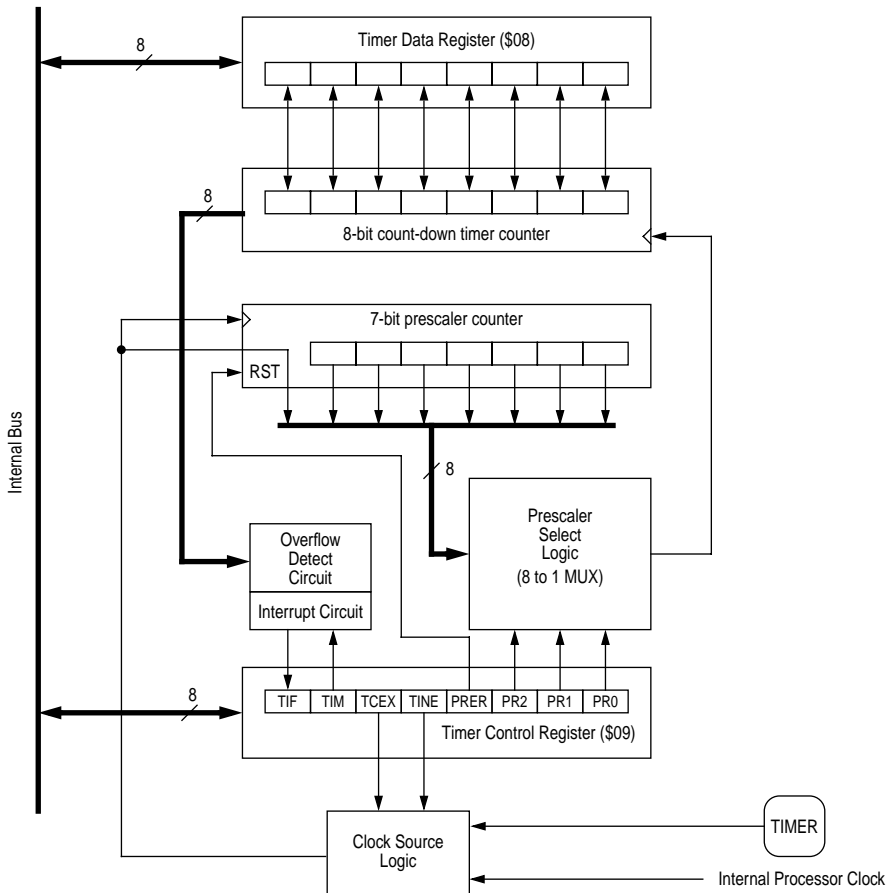 Timer Data Register ($08)
8
8
8-bit count-down timer counter
7-bit prescaler counter
RST
Internal Bus
8
Prescaler
Select
Logic
(8 to 1 MUX)
Overflow
Detect
Circuit
Interrupt Circuit
8
TIF TIM TCEX TINE PRER PR2 PR1 PR0
Timer Control Register ($09)
Clock Source
Logic
TIMER
Internal Processor Clock